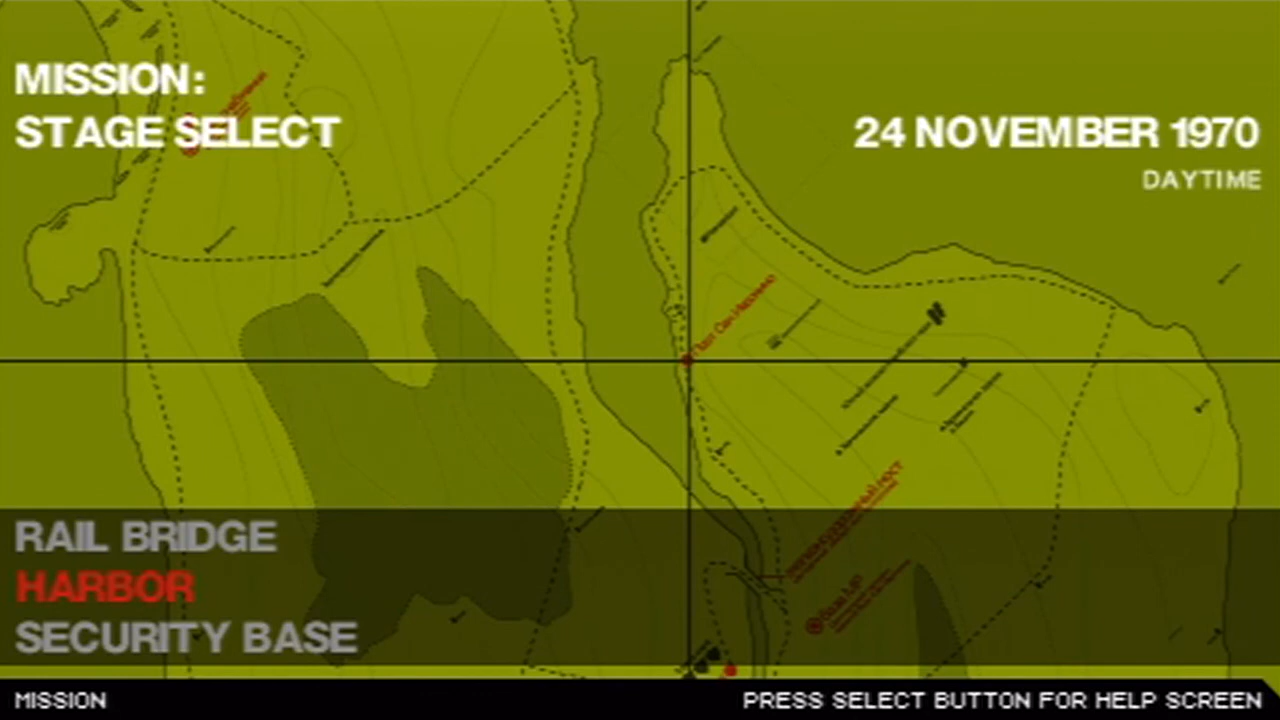 MISSION:
STAGE SELECT
24 NOVEMBER 1970
DAYTIME
RAIL BRIDGE
HARBOR
SECURITY BASE
MISSION
PRESS SELECT BUTTON FOR HELP SCREEN